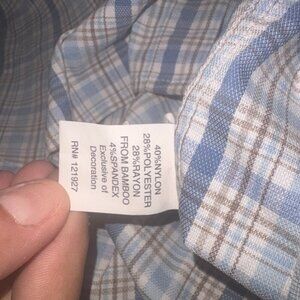 40%NYLON
28%POLYESTER
28%RAYON
FROM BAMBOO
4%SPANDEX
Exclusive of
Decoration
RN# 121927